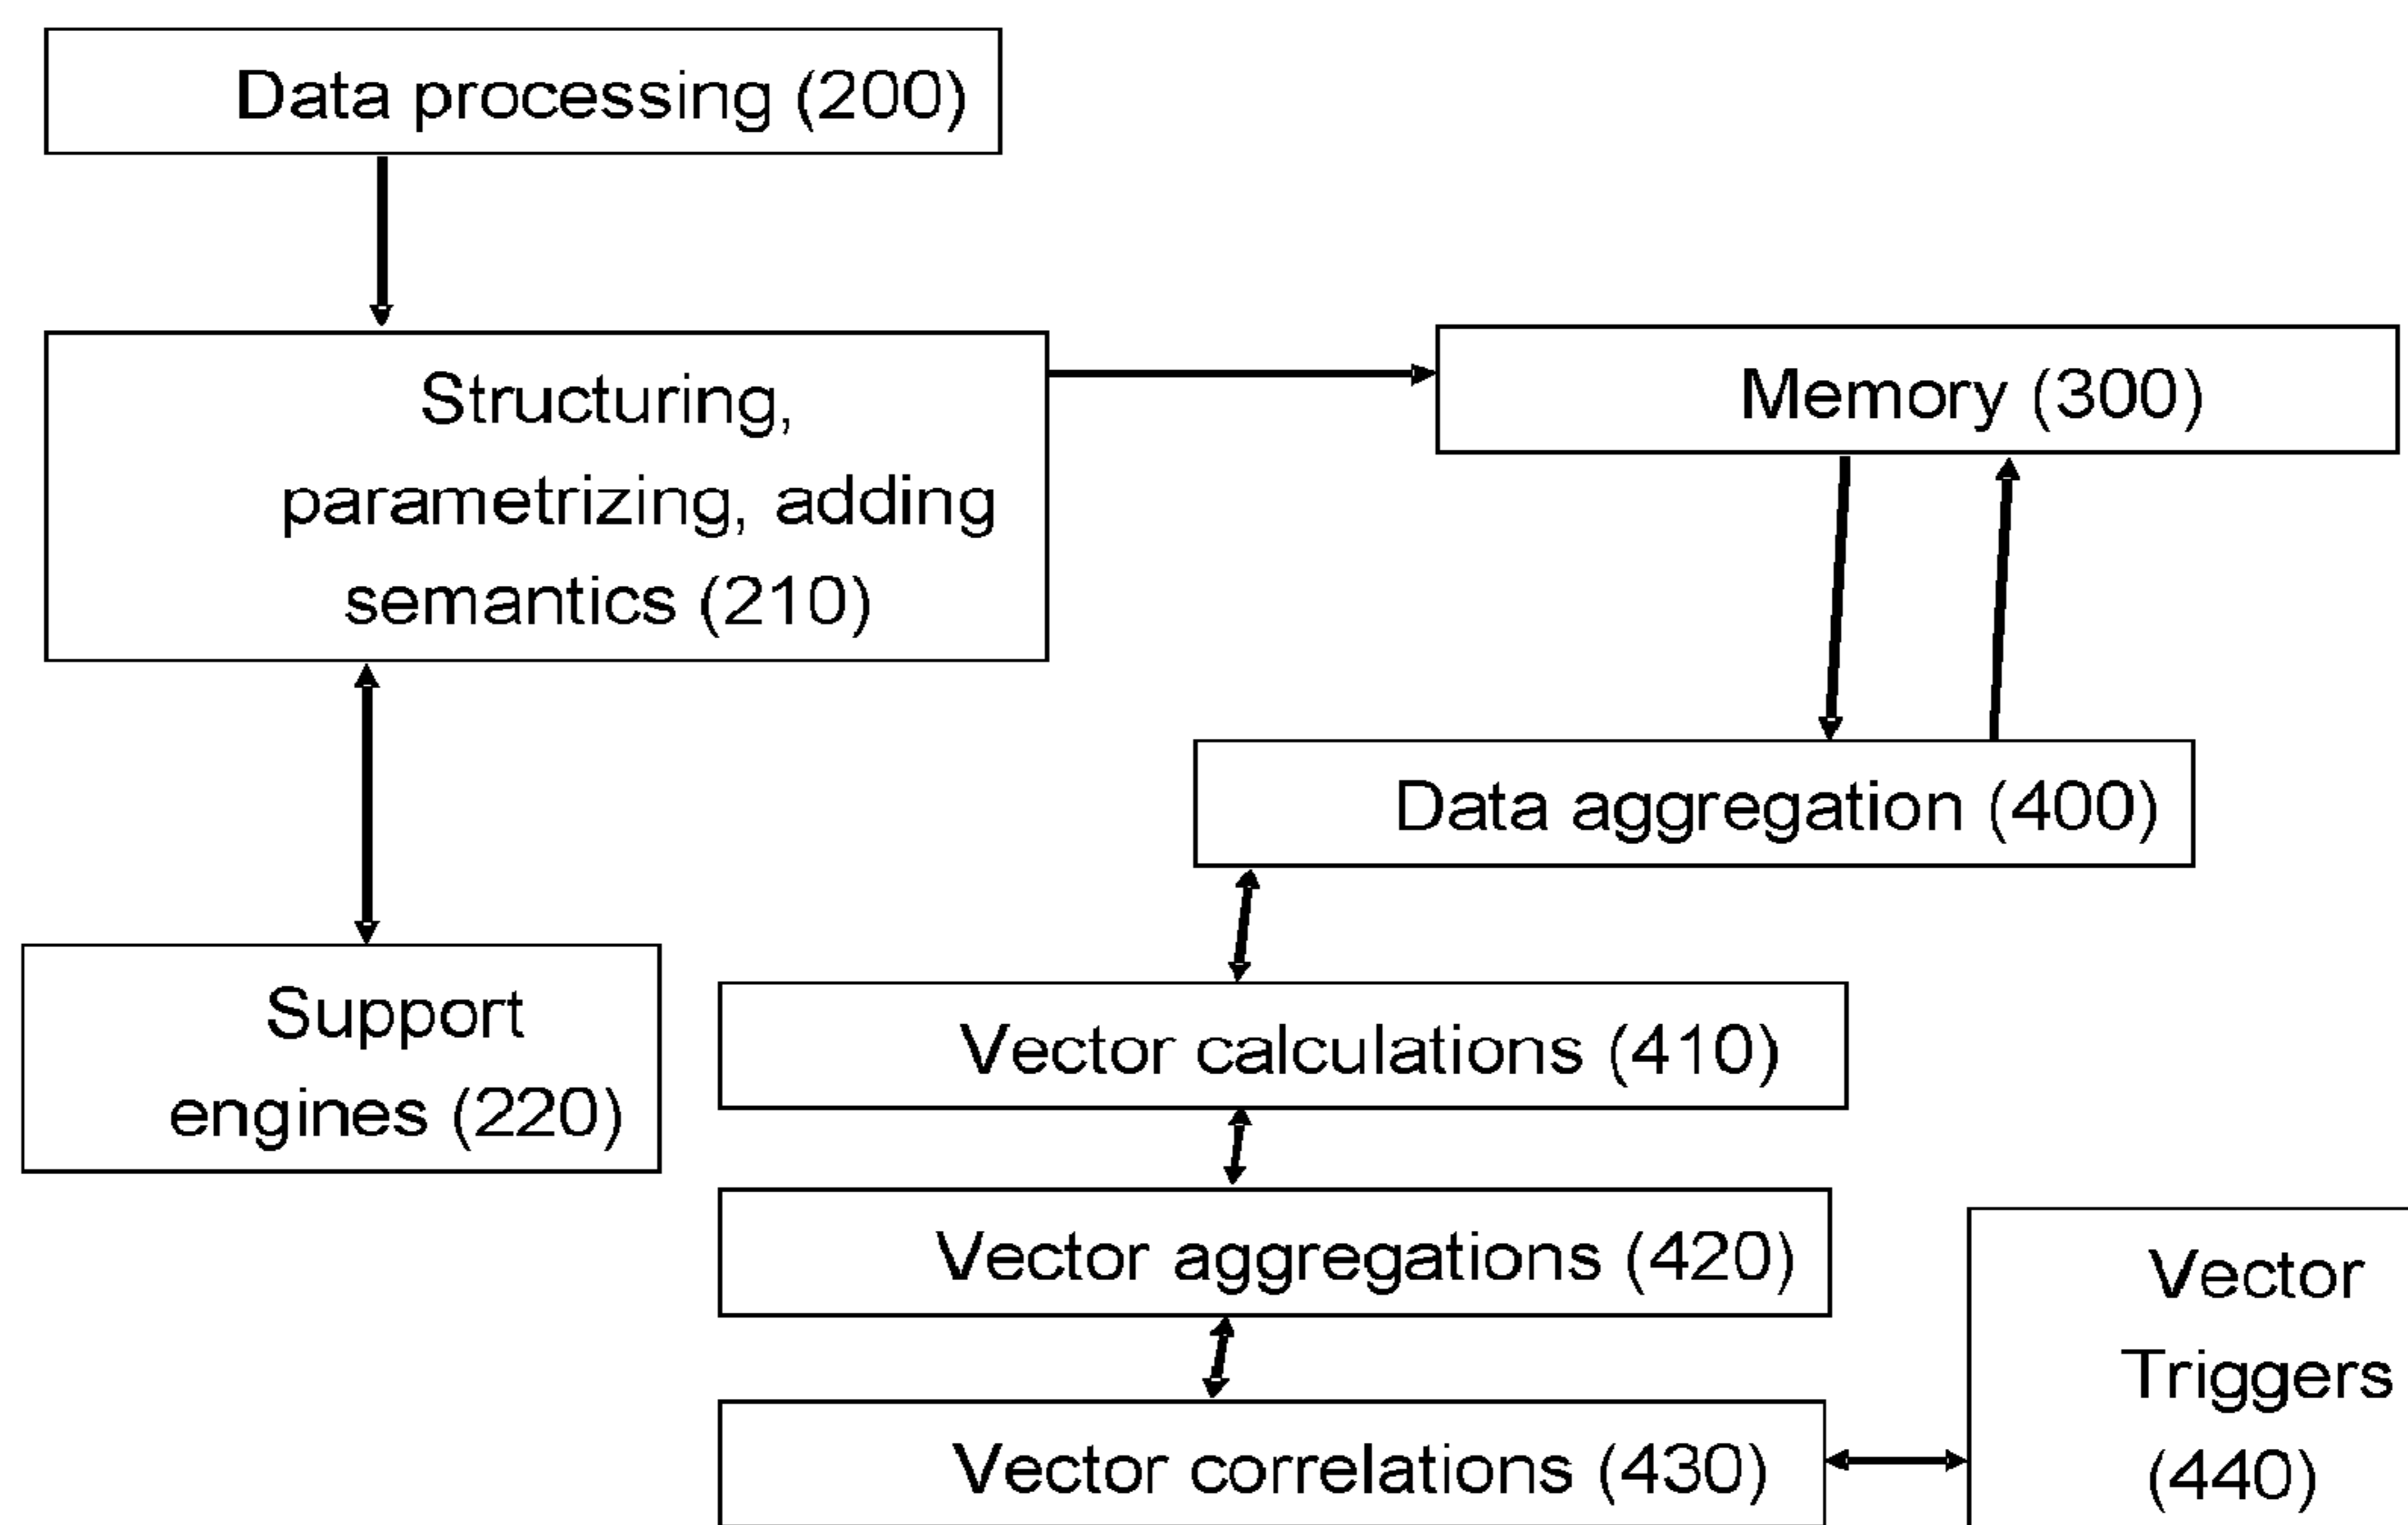 Data processing (200)
Structuring,
parametrizing, adding
semantics (210)
Memory (300)
Data aggregation (400)
Support
engines (220)
Vector calculations (410)
Vector aggregations (420)
Vector correlations (430)
Vector
Triggers
(440)